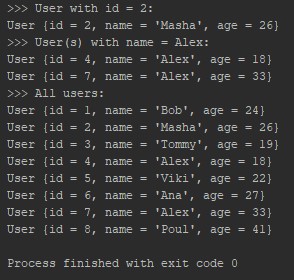 >>> User with id = 2:
User {id = 2, name = 'Masha', age = 26}
>>> User(s) with name = Alex:
User {id = 4, name = 'Alex', age = 18}
User {id = 7, name = 'Alex', age = 33}
>>> All users:
User {id = 1, name = 'Bob', age = 24}
User {id = 2, name = 'Masha', age = 26}
User {id = 3, name = 'Tommy', age = 19}
User {id = 4, name = 'Alex', age = 18}
User {id = 5, name = 'Viki', age = 22}
User {id = 6, name = 'Ana', age = 27}
User {id = 7, name = 'Alex', age = 33}
User {id = 8, name = 'Poul', age = 41}
Process finished with exit code 0